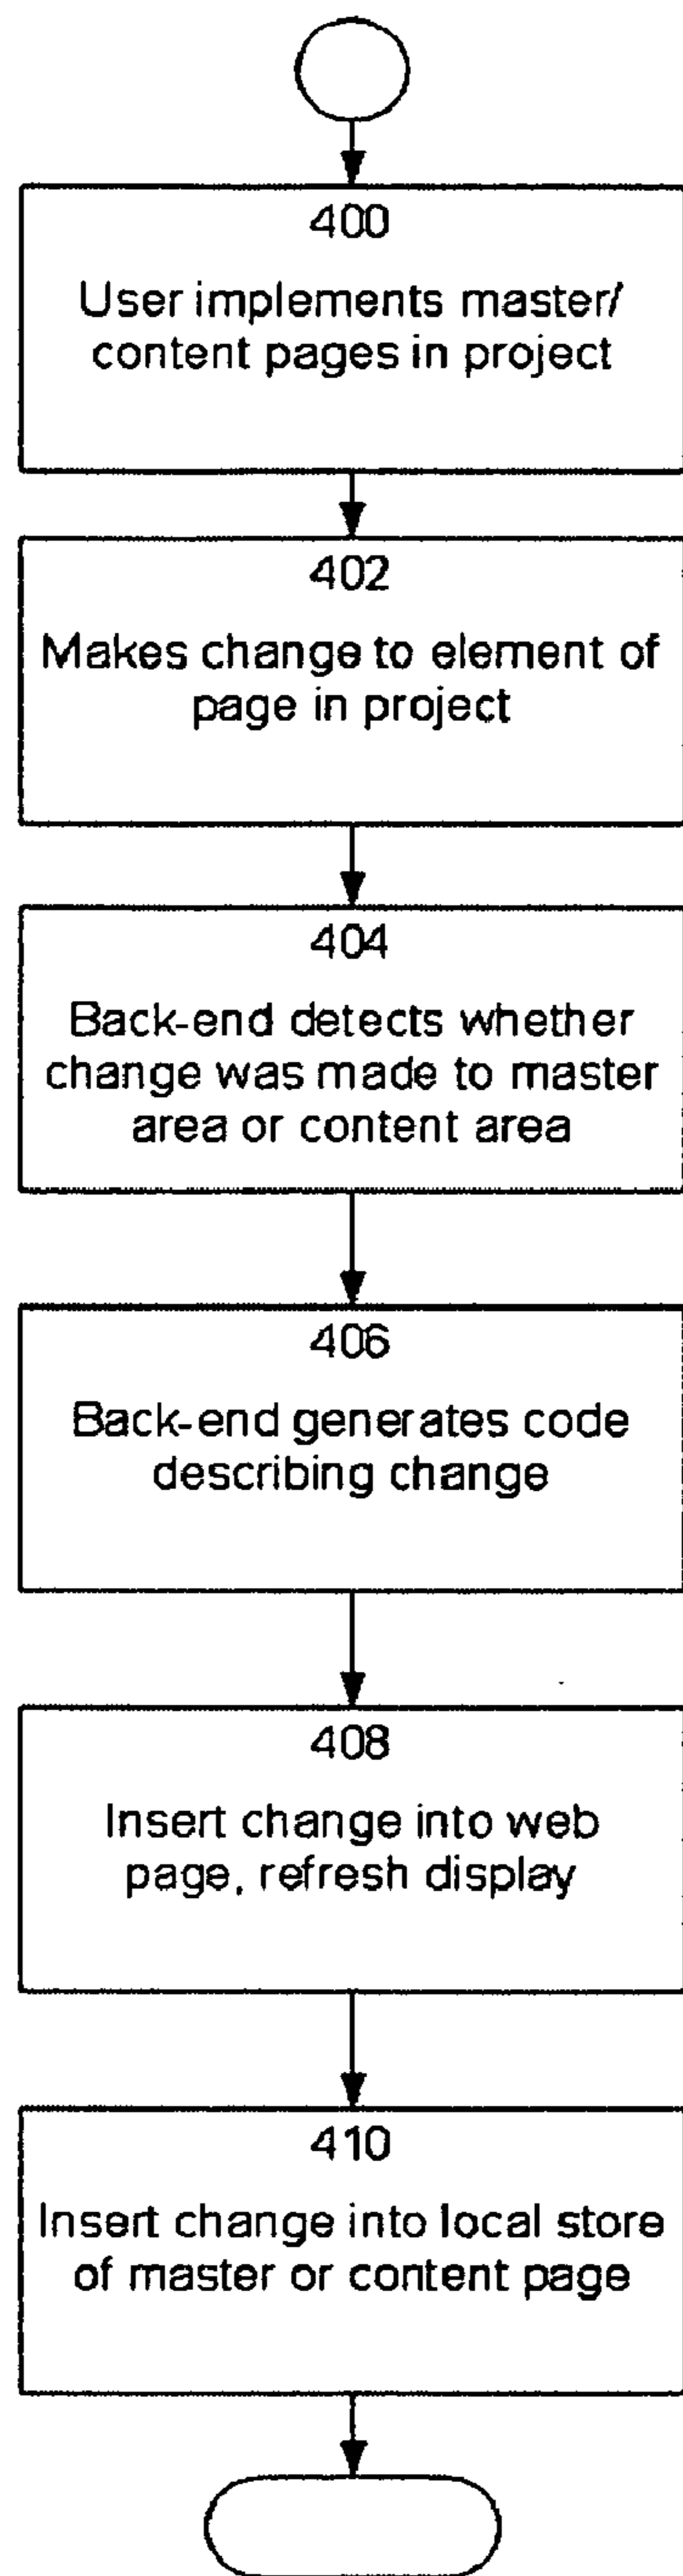 400
User implements master/
content pages in project
402
Makes change to element of
page in project
404
Back-end detects whether
change was made to master
area or content area
406
Back-end generates code
describing change
408
Insert change into web
page, refresh display
410
Insert change into local store
of master or content page